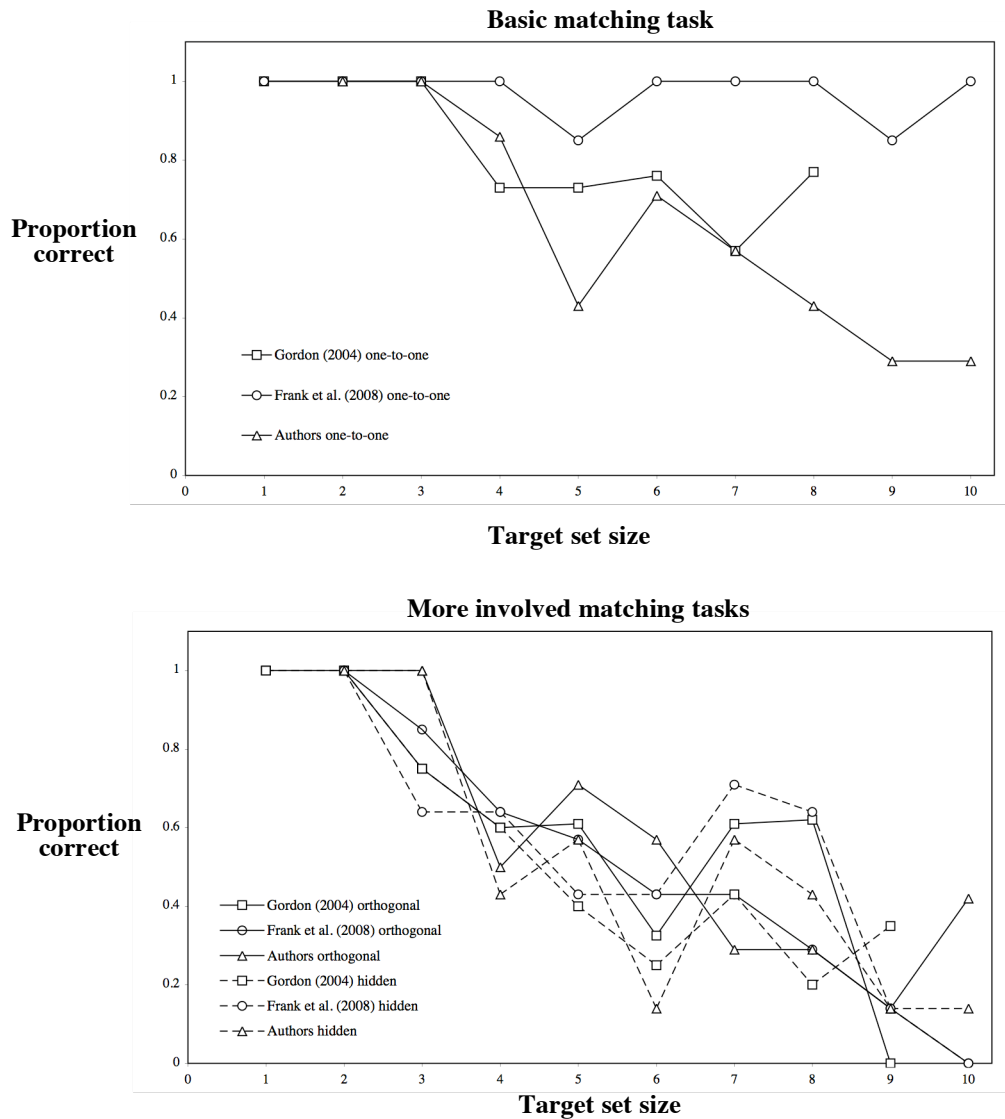 Basic matching task
1
0.8
0.6
0.4
0.2
0
Proportion
correct
Gordon (2004) one-to-one
Frank et al. (2008) one-to-one
Authors one-to-one
0 1 2 3 4 5 6 7 8 9 10
Target set size
More involved matching tasks
1
0.8
0.6
0.4
0.2
0
Proportion
correct
Gordon (2004) orthogonal
Frank et al. (2008) orthogonal
Authors orthogonal
Gordon (2004) hidden
Frank et al. (2008) hidden
Authors hidden
0 1 2 3 4 5 6 7 8 9 10
Target set size